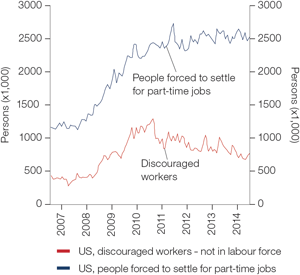 3000
3000
2500
2500
2000
2000
1500
1500
1000
1000
500
500
0
0
Persons (x1,000)
Persons (x1,000)
People forced to settle
for part-time jobs
Discouraged
workers
2007
2008
2009
2010
2011
2012
2013
2014
US, discouraged workers - not in labour force
US, people forced to settle for part-time jobs